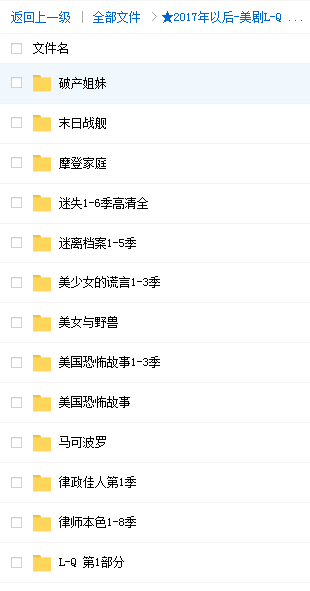 返回上一级 | 全部文件 > ★2017年以后-美剧L-Q ...
文件名
破产姐妹
末日战舰
摩登家庭
迷失1-6季高清全
迷离档案1-5季
美少女的谎言1-3季
美女与野兽
美国恐怖故事1-3季
美国恐怖故事
马可波罗
律政佳人第1季
律师本色1-8季
L-Q 第1部分